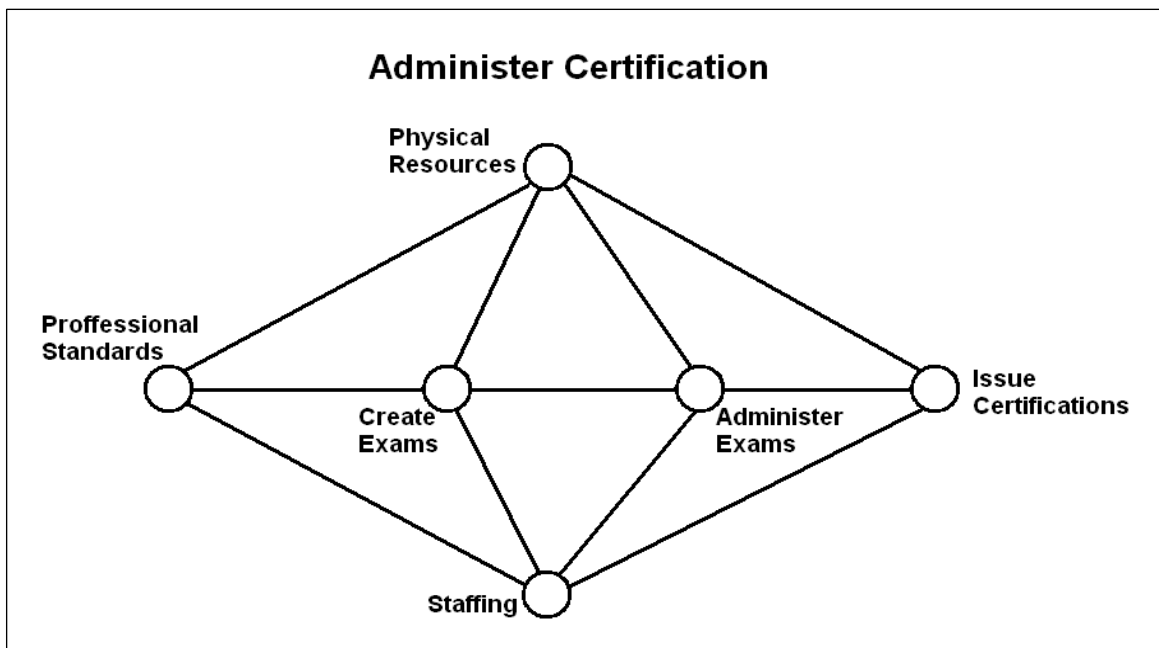 Administer Certification
Physical
Resources
Proffessional
Standards
Create
Exams
Administer
Exams
Issue
Certifications
Staffing